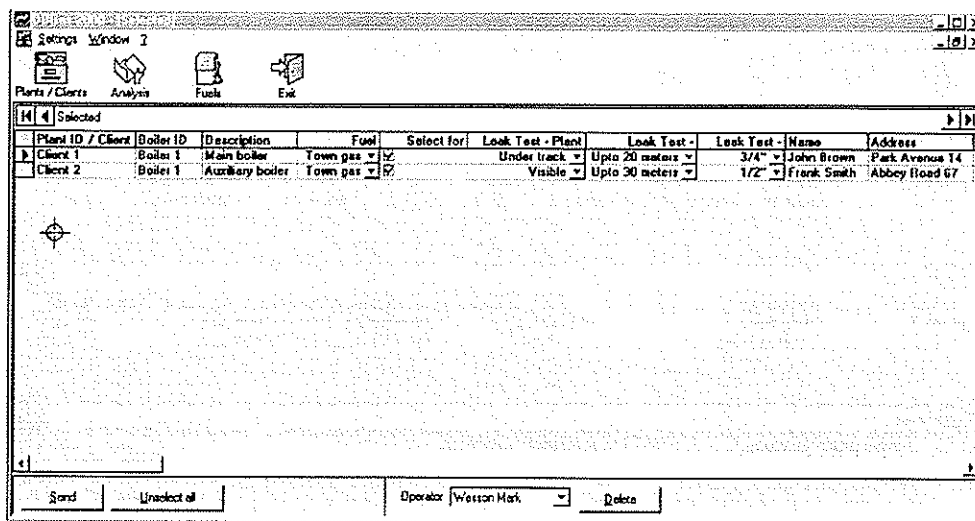 Settings Window ?
Plants / Clients Analysis Fuels Exit
Selected
Plant ID / Client Boiler ID Description Fuel Select for Leak Test - Plant Leak Test - Leak Test - Name Address
Client 1 Boiler 1 Main boiler Town gas Under track Upto 20 meters 3/4" John Brown Park Avenue 14
Client 2 Boiler 1 Auxiliary boiler Town gas Visible Upto 30 meters 1/2" Frank Smith Abbey Road 67
Send Unselect all Operator Wesson Mark Delete